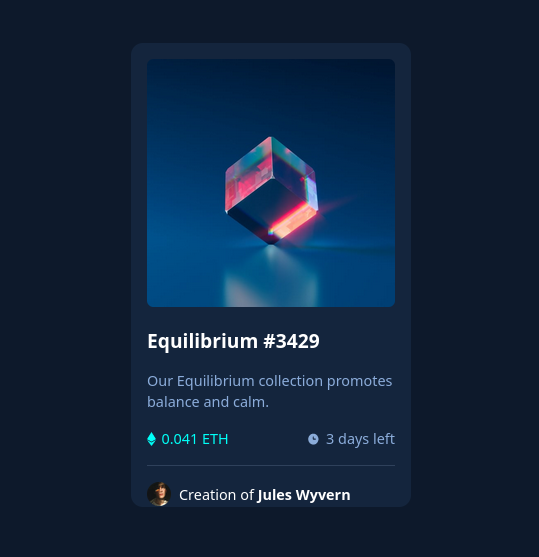 Equilibrium #3429
Our Equilibrium collection promotes
balance and calm.
0.041 ETH 3 days left
Creation of Jules Wyvern